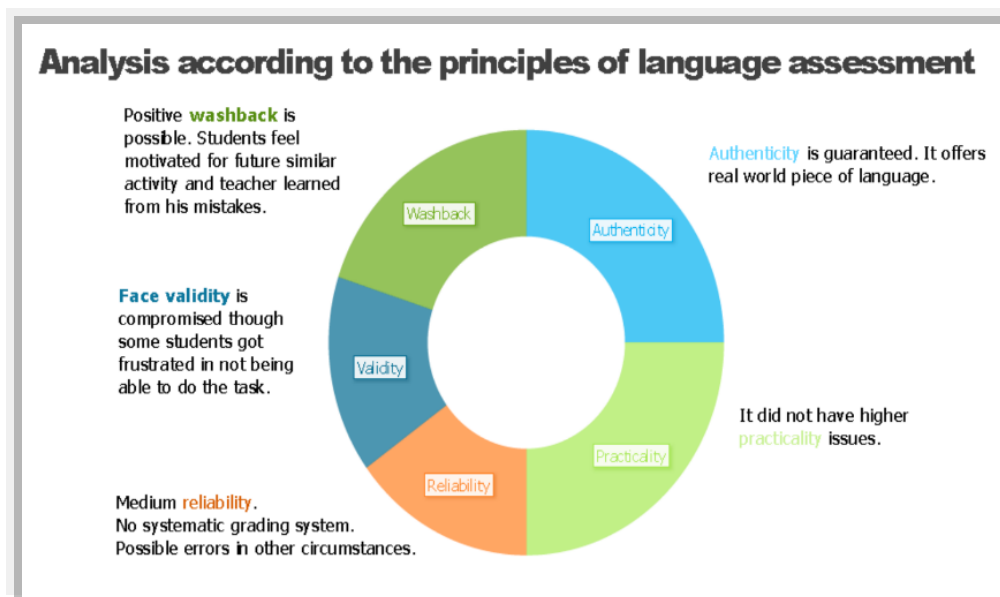 Analysis according to the principles of language assessment
Positive washback is
possible. Students feel
motivated for future similar
activity and teacher learned
from his mistakes.
Authenticity is guaranteed. It offers
real world piece of language.
Washback
Authenticity
Face validity is
compromised though
some students got
frustrated in not being
able to do the task.
Validity
It did not have higher
practicality issues.
Practicality
Reliability
Medium reliability.
No systematic grading system.
Possible errors in other circumstances.